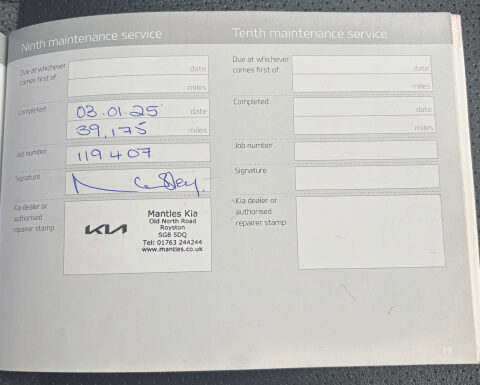 Ninth maintenance service
Due at whichever
comes first of
date
miles
Completed
03.01.25
date
39,175
miles
Job number
119407
Signature
Kia dealer or
authorised
repairer stamp
KIA
Mantles Kia
Old North Road
Royston
SG8 5DQ
Tel: 01763 244244
www.mantles.co.uk
Tenth maintenance service
Due at whichever
comes first of
date
miles
Completed
date
miles
Job number
Signature
Kia dealer or
authorised
repairer stamp
19